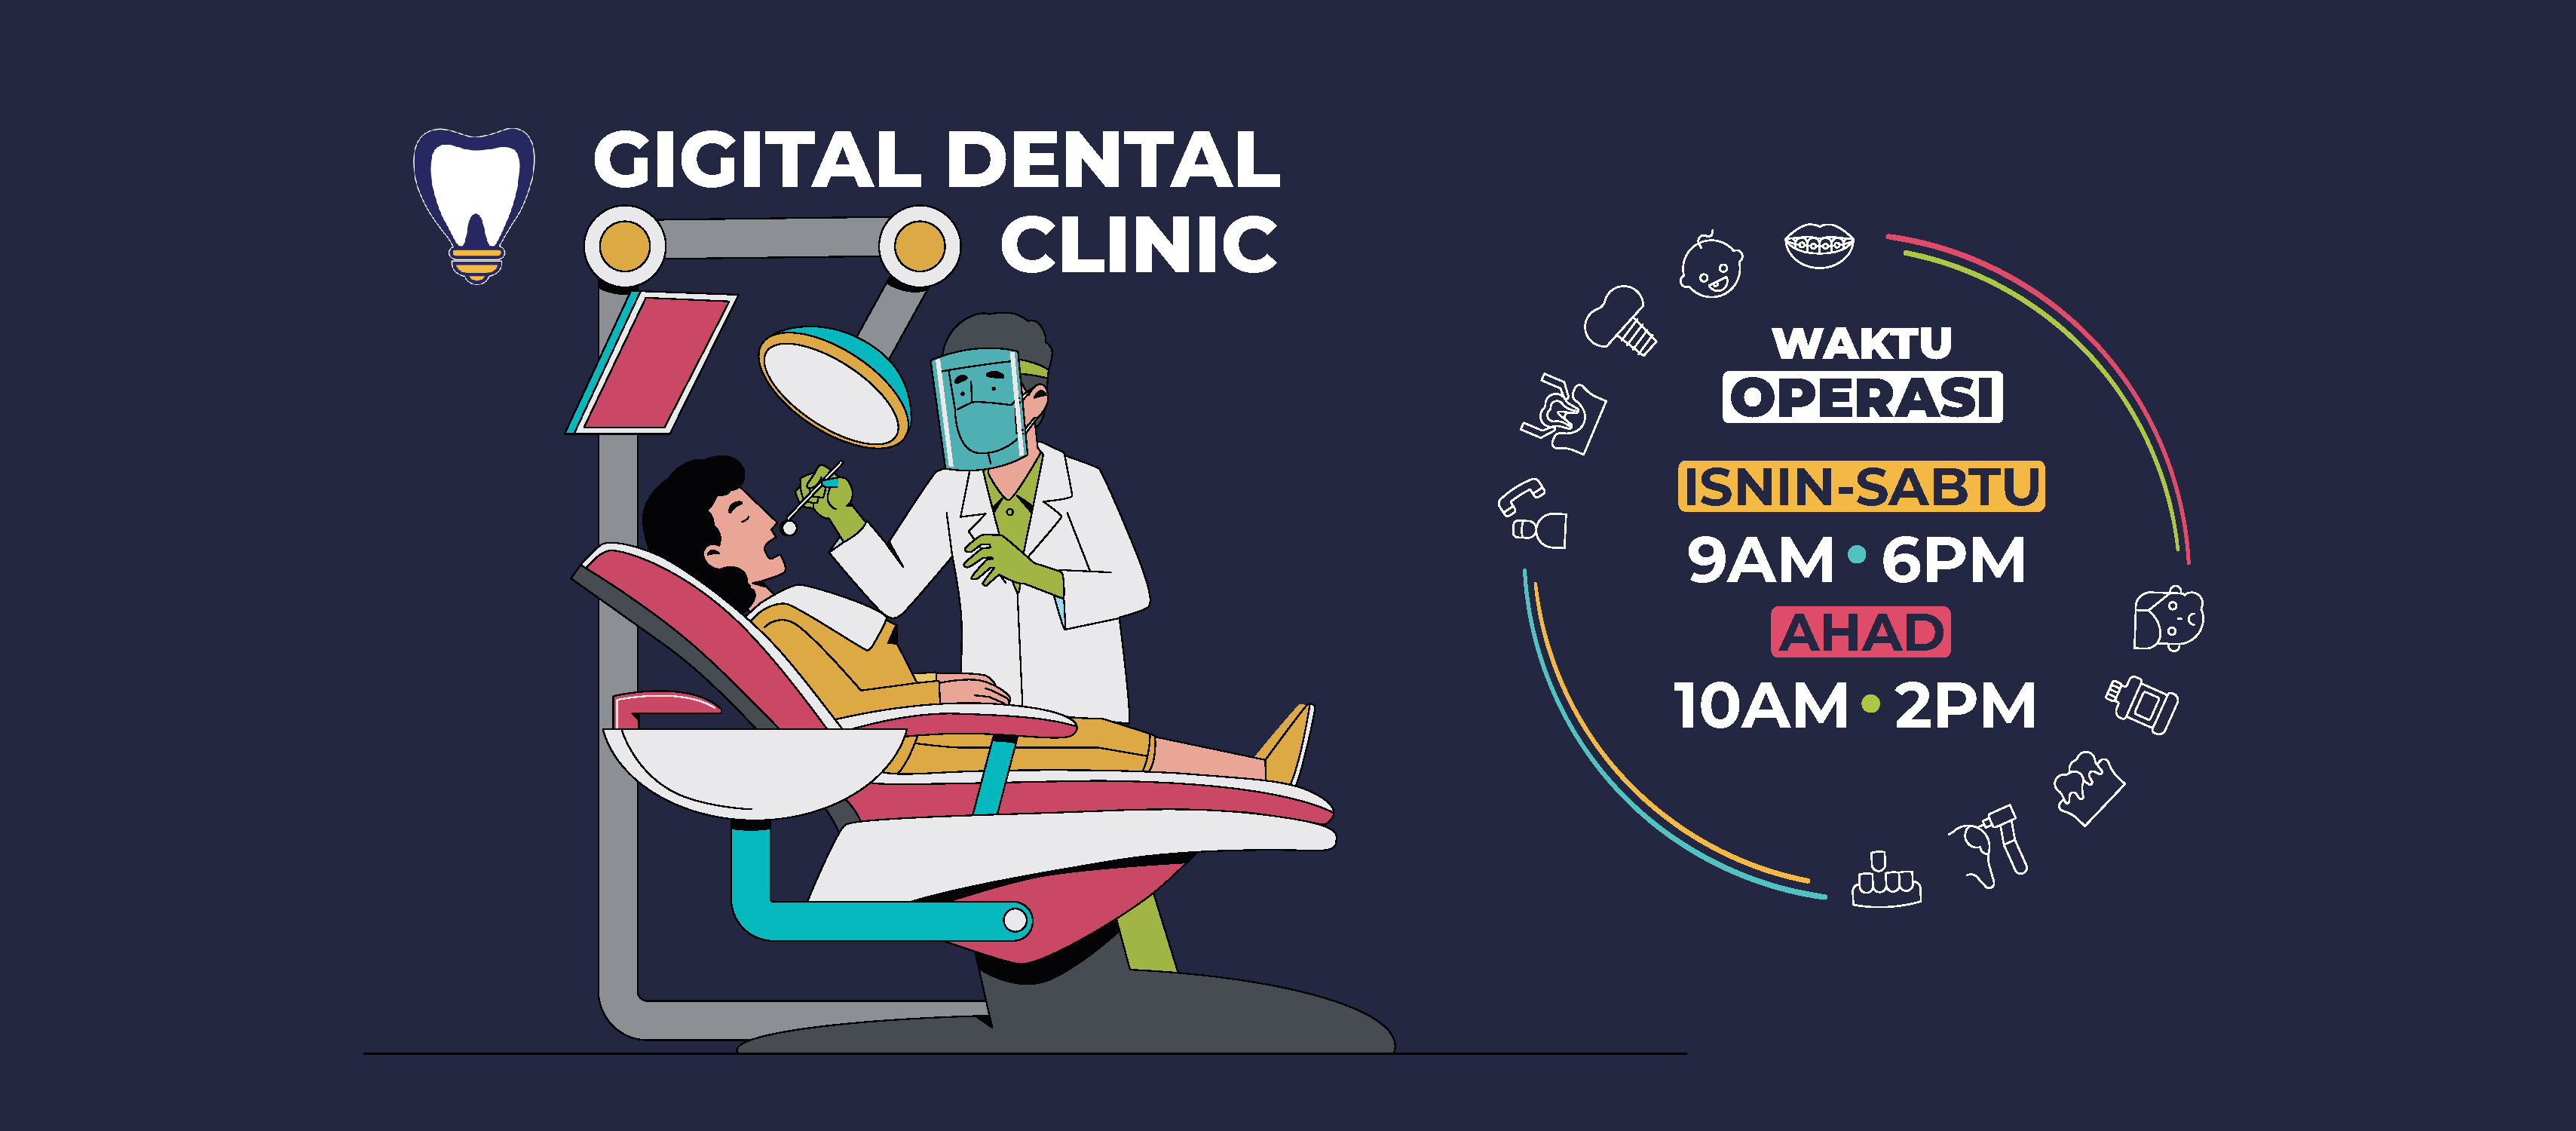 GIGITAL DENTAL
CLINIC
WAKTU
OPERASI
ISNIN-SABTU
9AM • 6PM
AHAD
10AM • 2PM